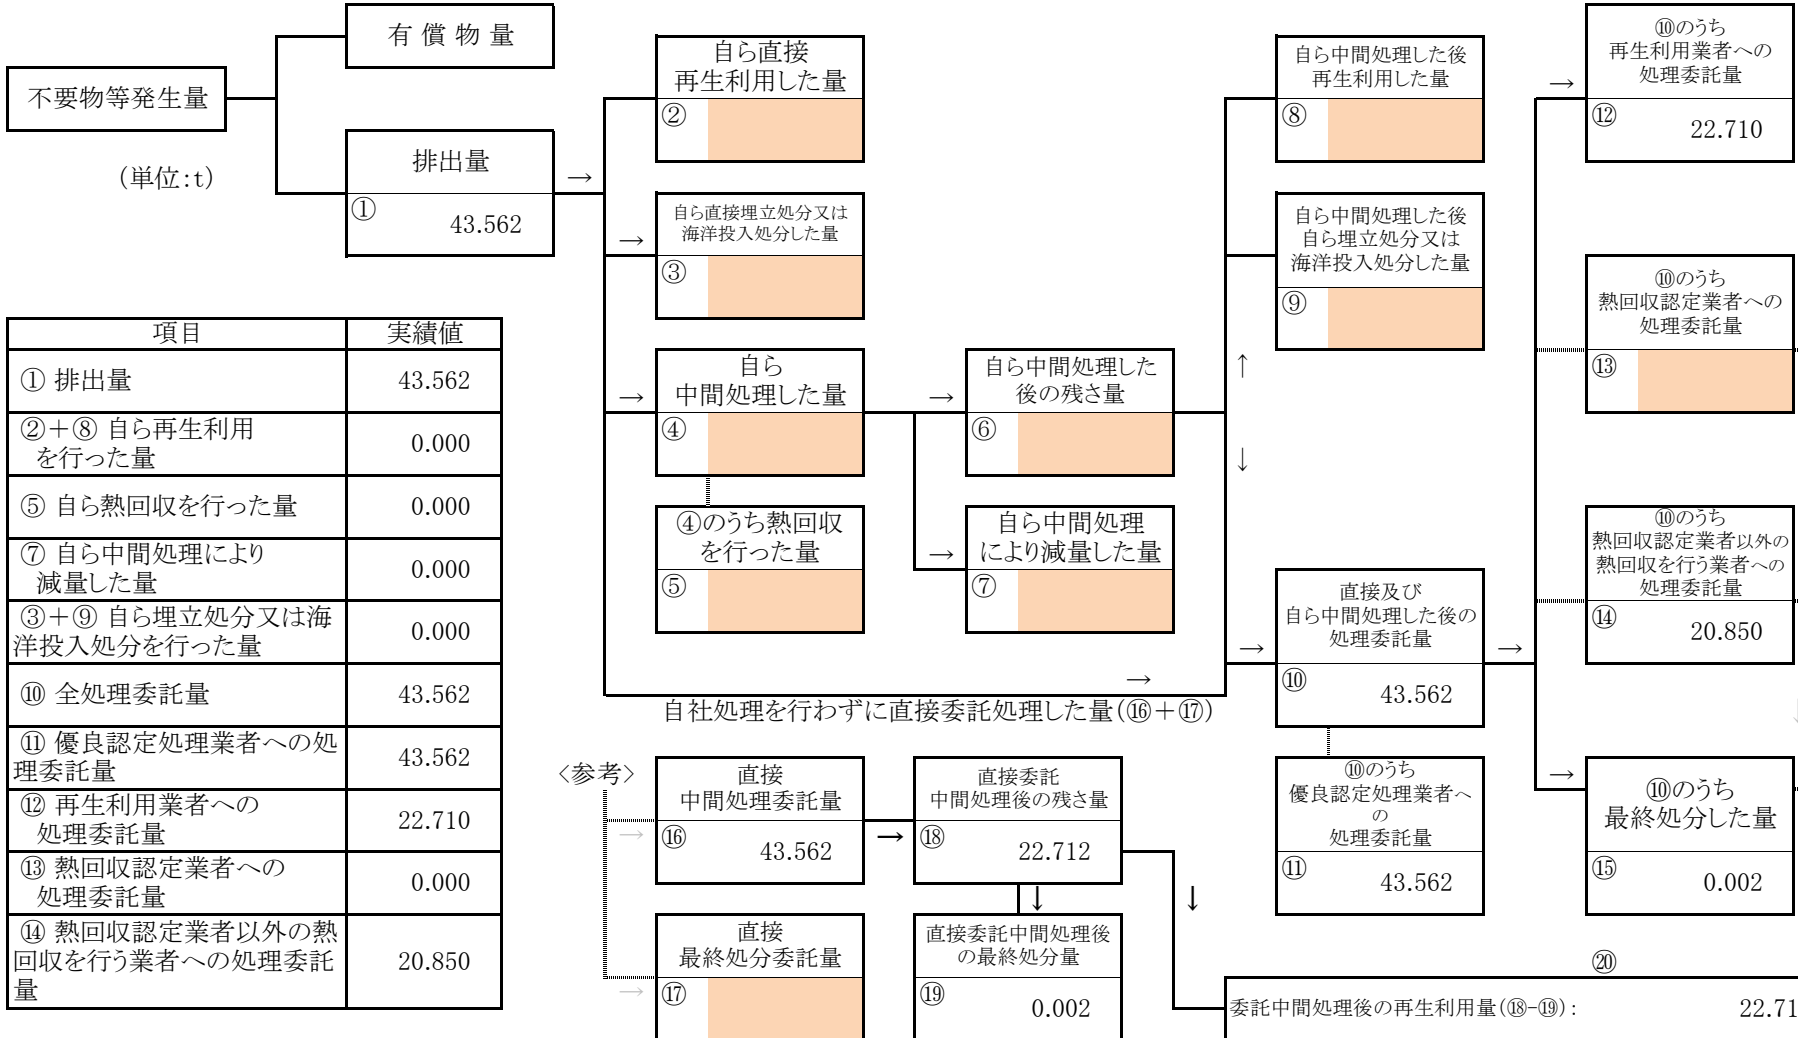 有 償 物 量
不要物等発生量
(単位:t)
排出量
①
43.562
→
自ら直接
再生利用した量
②
自ら直接埋立処分又は
海洋投入処分した量
→
③
自ら
中間処理した量
→
④
④のうち熱回収
を行った量
⑤
自ら中間処理した
後の残さ量
→
⑥
自ら中間処理
により減量した量
→
⑦
自ら中間処理した後
再生利用した量
⑧
自ら中間処理した後
自ら埋立処分又は
海洋投入処分した量
⑨
↑
↓
直接及び
自ら中間処理した後の
処理委託量
→
→
⑩
43.562
→
自社処理を行わずに直接委託処理した量(⑯+⑰)
⑩のうち
優良認定処理業者へ
の
処理委託量
⑪
43.562
⑩のうち
再生利用業者への
処理委託量
→
⑫
22.710
⑩のうち
熱回収認定業者への
処理委託量
⑬
⑩のうち
熱回収認定業者以外の
熱回収を行う業者への
処理委託量
⑭
20.850
↓
→
⑩のうち
最終処分した量
⑮
0.002
項目 実績値
① 排出量 43.562
②+⑧ 自ら再生利用
を行った量
0.000
⑤ 自ら熱回収を行った量 0.000
⑦ 自ら中間処理により
減量した量
0.000
③+⑨ 自ら埋立処分又は海
洋投入処分を行った量
0.000
⑩ 全処理委託量 43.562
⑪ 優良認定処理業者への処
理委託量
43.562
⑫ 再生利用業者への
処理委託量
22.710
⑬ 熱回収認定業者への
処理委託量
0.000
⑭ 熱回収認定業者以外の熱
回収を行う業者への処理委託
量
20.850
<参考>
直接
中間処理委託量
→
⑯
43.562
→
直接委託
中間処理後の残さ量
⑱
22.712
↓
↓
直接
最終処分委託量
→
⑰
直接委託中間処理後
の最終処分量
⑲
0.002
⑳
委託中間処理後の再生利用量(⑱-⑲):
22.71